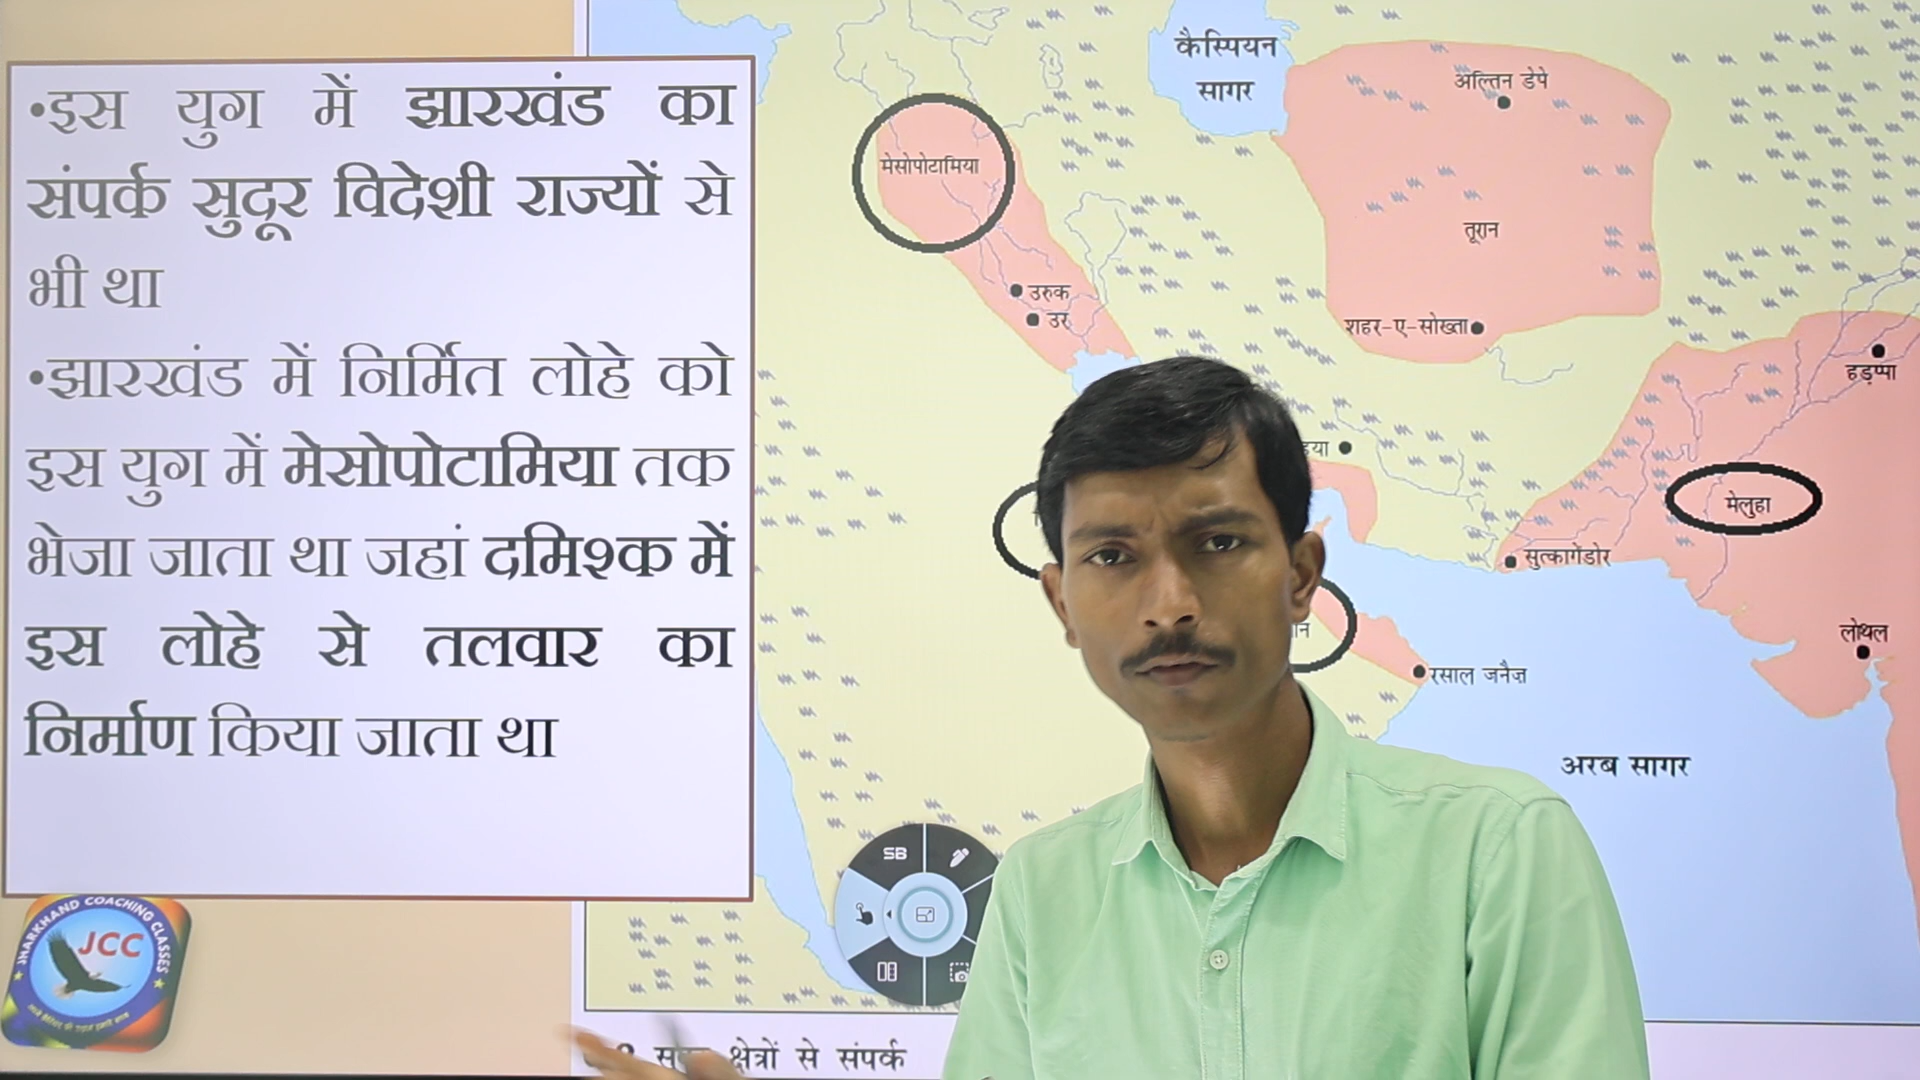 •इस युग में झारखंड का
संपर्क सुदूर विदेशी राज्यों से
भी था
•झारखंड में निर्मित लोहे को
इस युग में मेसोपोटामिया तक
भेजा जाता था जहां दमिश्क में
इस लोहे से तलवार का
निर्माण किया जाता था
कैस्पियन
सागर
अल्तिन डेपे
मेसोपोटामिया
तूरान
उरुक
उर
शहर-ए-सोख्ता
हड़प्पा
मेलुहा
सुत्कागेंडोर
लोथल
रसाल जनैज़
अरब सागर
SB
JHARKHAND COACHING CLASSES
JCC
क्षेत्रों से संपर्क